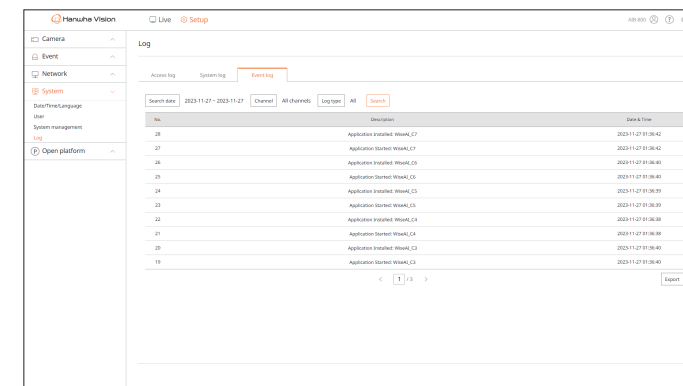 Hanwha Vision
Live
Setup
AIB-800
Camera
Event
Network
System
Date/Time/Language
User
System management
Log
Open platform
Log
Access log
System log
Event log
Search date 2023-11-27 ~ 2023-11-27 Channel All channels Log type All Search
No. Description Date & Time
28 Application Installed: WiseAI_C7 2023-11-27 01:36:42
27 Application Started: WiseAI_C7 2023-11-27 01:36:42
26 Application Installed: WiseAI_C6 2023-11-27 01:36:40
25 Application Started: WiseAI_C6 2023-11-27 01:36:40
24 Application Installed: WiseAI_C5 2023-11-27 01:36:39
23 Application Started: WiseAI_C5 2023-11-27 01:36:39
22 Application Installed: WiseAI_C4 2023-11-27 01:36:38
21 Application Started: WiseAI_C4 2023-11-27 01:36:38
20 Application Installed: WiseAI_C3 2023-11-27 01:36:40
19 Application Started: WiseAI_C3 2023-11-27 01:36:40
< 1 / 3 >
Export